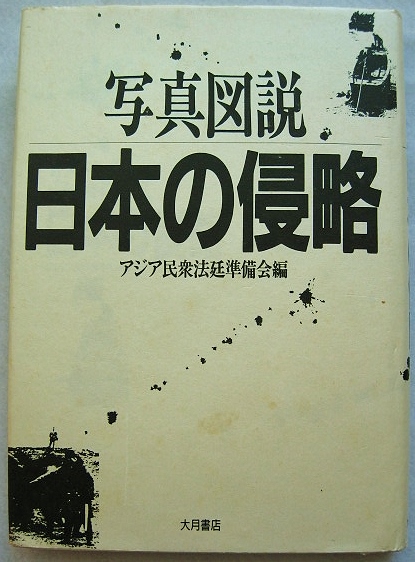 写真図説
日本の侵略
アジア民衆法廷準備会編
大月書店